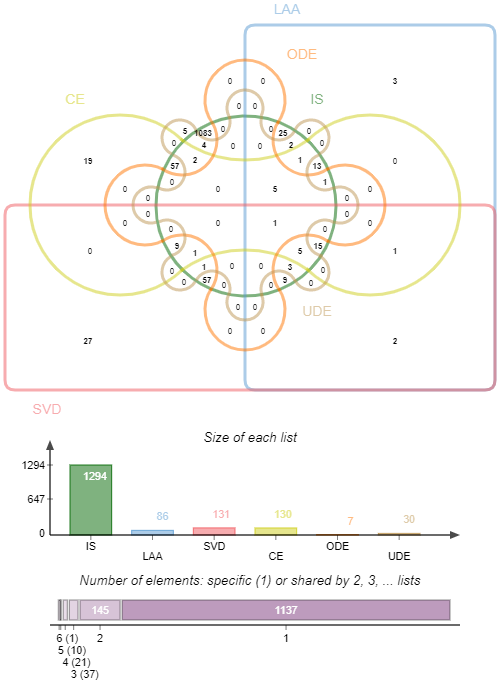 LAA
ODE
0 0 3
CE IS
0 0
0 0
5 1083 0 0 25 0
0 4 0 0 2 0
19 2 1 0
57 13
0 0 5 1 0
0 0
0 0
0 0 1 0
0 0
0 0
9 1 5 15
0 1 0 0 3 0 1
0 57 0 0 9 0
0 0
0 0 UDE
0 0
27 2
SVD
Size of each list
1294
647
0
1294
86
131
130
7
30
IS
LAA
SVD
CE
ODE
UDE
Number of elements: specific (1) or shared by 2, 3, ... lists
145 1137
6 (1) 2 1
5 (10)
4 (21)
3 (37)